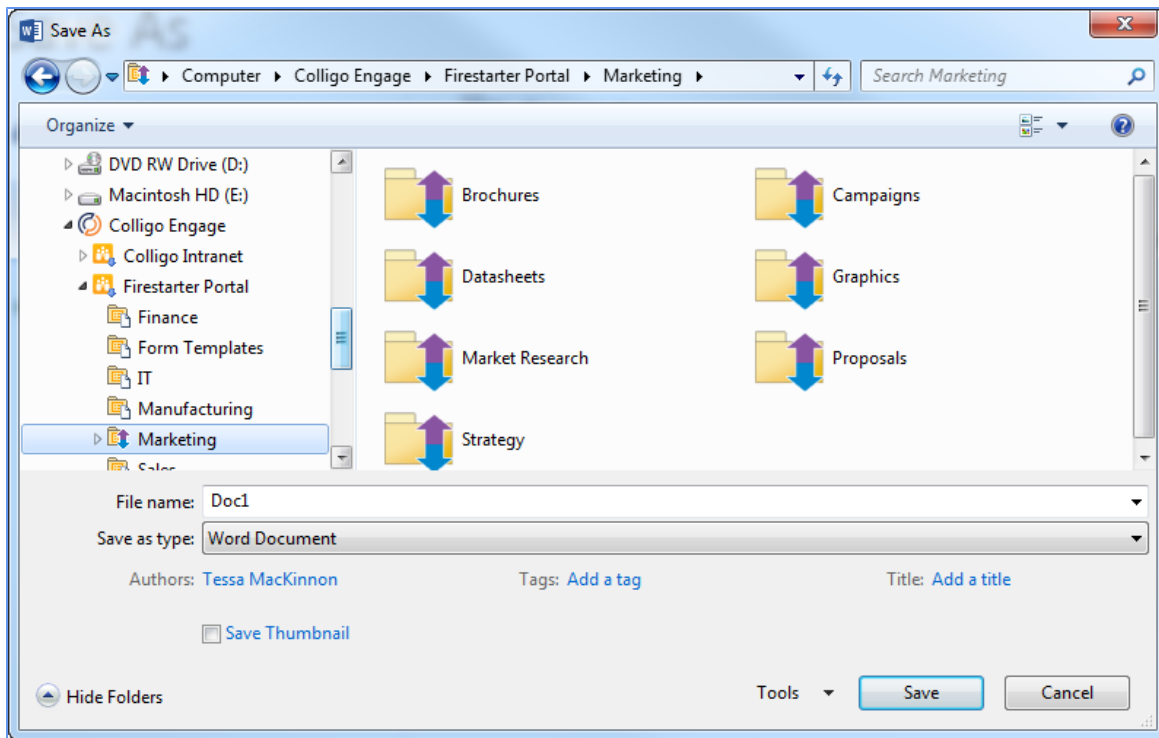 Save As
Computer Colligo Engage Firestarter Portal Marketing Search Marketing
Organize
DVD RW Drive (D:)
Macintosh HD (E:)
Colligo Engage
Colligo Intranet
Firestarter Portal
Finance
Form Templates
IT
Manufacturing
Marketing
Sales
Brochures Campaigns
Datasheets Graphics
Market Research Proposals
Strategy
File name: Doc1
Save as type: Word Document
Authors: Tessa MacKinnon Tags: Add a tag Title: Add a title
Save Thumbnail
Hide Folders Tools Save Cancel